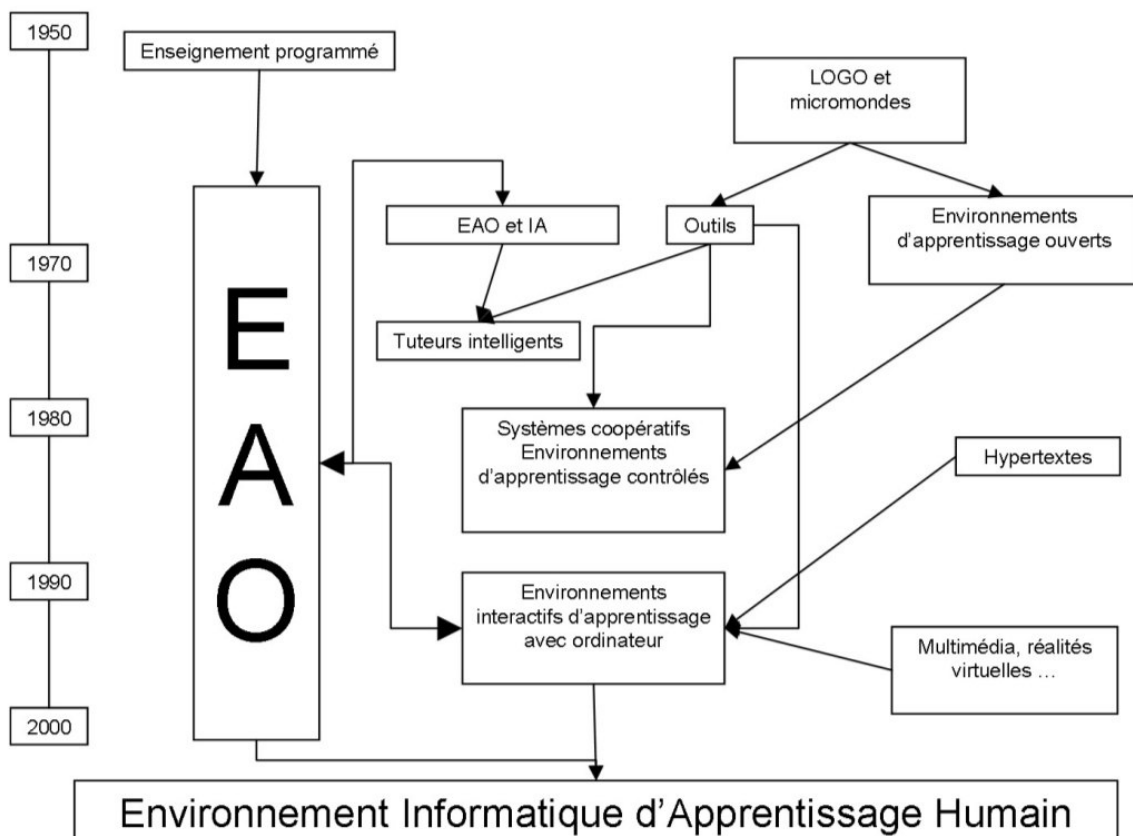 1950
Enseignement programmé
LOGO et
micromondes
EAO et IA
Outils
Environnements
d'apprentissage ouverts
1970
E
A
O
Tuteurs intelligents
1980
Systèmes coopératifs
Environnements
d'apprentissage contrôlés
Hypertextes
1990
Environnements
interactifs d'apprentissage
avec ordinateur
Multimédia, réalités
virtuelles ...
2000
Environnement Informatique d'Apprentissage Humain